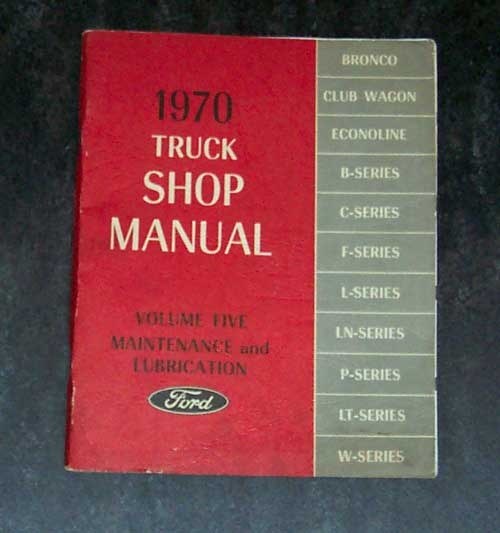 1970
TRUCK
SHOP
MANUAL
VOLUME FIVE
MAINTENANCE and
LUBRICATION
Ford
BRONCO
CLUB WAGON
ECONOLINE
B-SERIES
C-SERIES
F-SERIES
L-SERIES
LN-SERIES
P-SERIES
LT-SERIES
W-SERIES